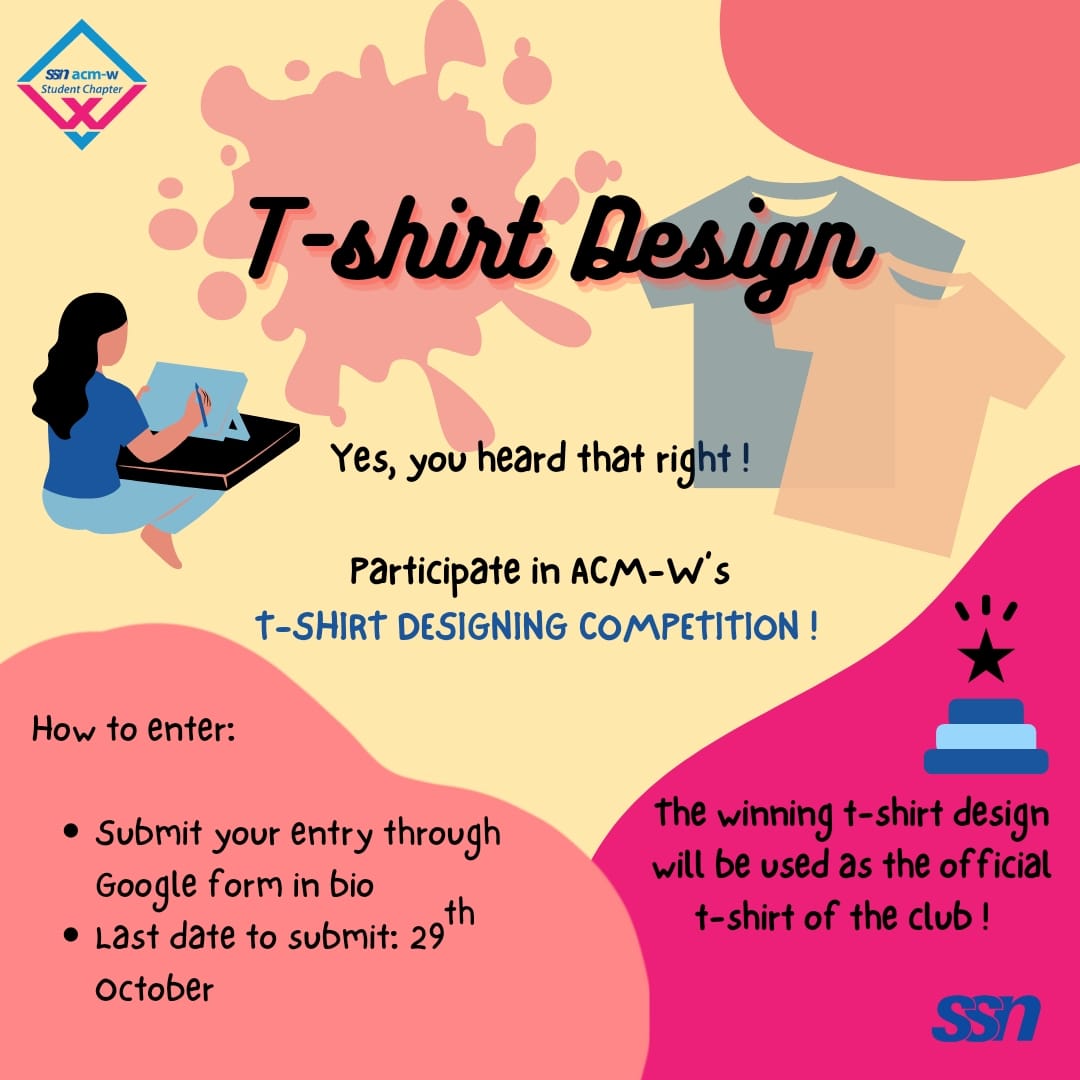 ssn acm-w
Student Chapter
T-shirt Design
Yes, you heard that right !
Participate in ACM-W's
T-SHIRT DESIGNING COMPETITION !
How to enter:
• Submit your entry through
Google form in bio
• Last date to submit: 29th
October
The winning t-shirt design
will be used as the official
t-shirt of the club !
ssn